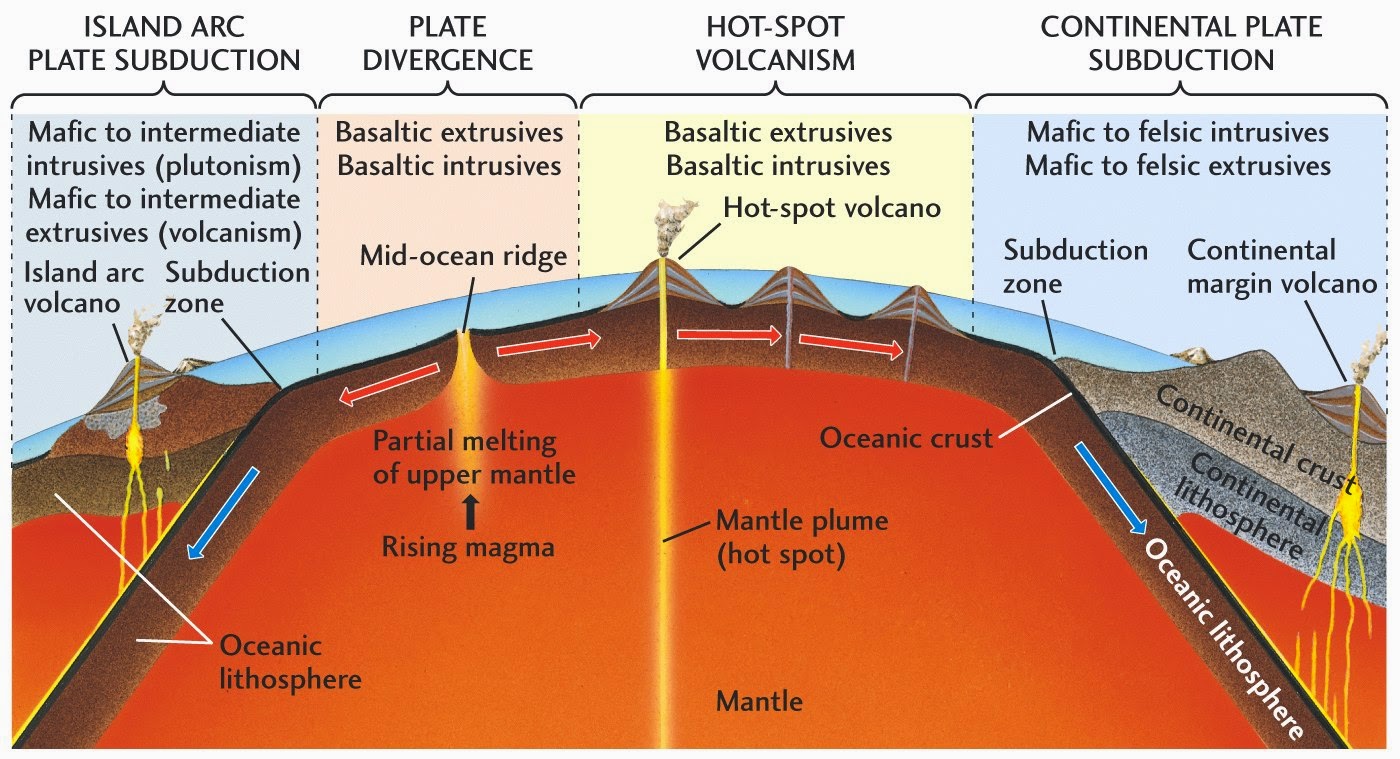 ISLAND ARC
PLATE SUBDUCTION
PLATE
DIVERGENCE
HOT-SPOT
VOLCANISM
CONTINENTAL PLATE
SUBDUCTION
Mafic to intermediate
intrusives (plutonism)
Mafic to intermediate
extrusives (volcanism)
Basaltic extrusives
Basaltic intrusives
Basaltic extrusives
Basaltic intrusives
Mafic to felsic intrusives
Mafic to felsic extrusives
Island arc
volcano
Subduction
zone
Mid-ocean ridge
Hot-spot volcano
Subduction
zone
Continental
margin volcano
Partial melting
of upper mantle
Rising magma
Oceanic crust
Continental crust
Continental
lithosphere
Mantle plume
(hot spot)
Oceanic
lithosphere
Oceanic lithosphere
Mantle